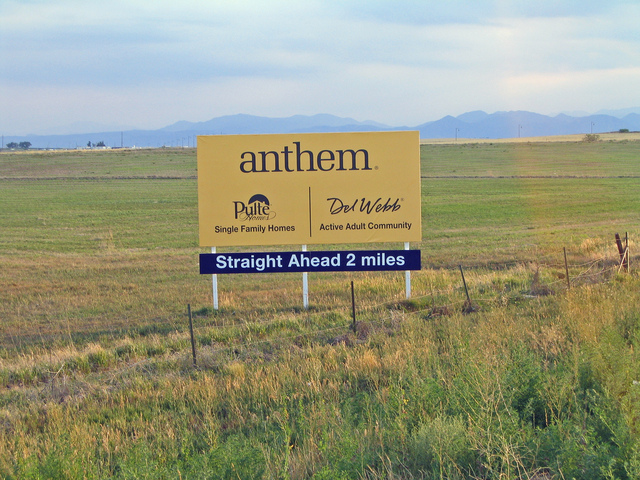 anthem
Pulte
Homes
Single Family Homes
Del Webb
Active Adult Community
Straight Ahead 2 miles